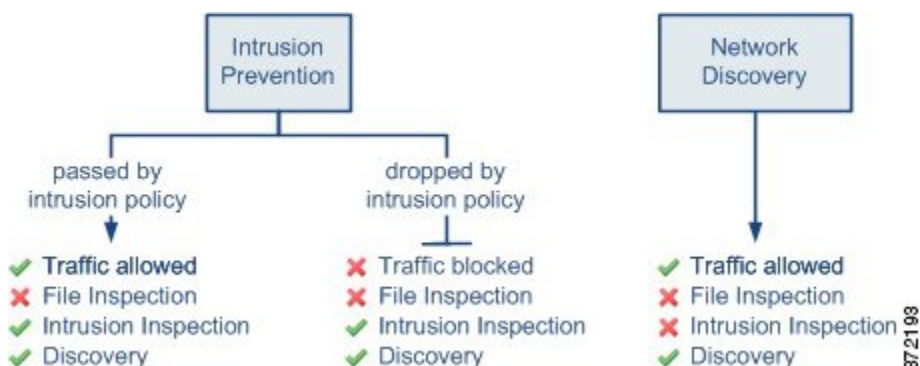 Intrusion
Prevention
Network
Discovery
passed by
intrusion policy
dropped by
intrusion policy
Traffic allowed
File Inspection
Intrusion Inspection
Discovery
Traffic blocked
File Inspection
Intrusion Inspection
Discovery
Traffic allowed
File Inspection
Intrusion Inspection
Discovery
372193